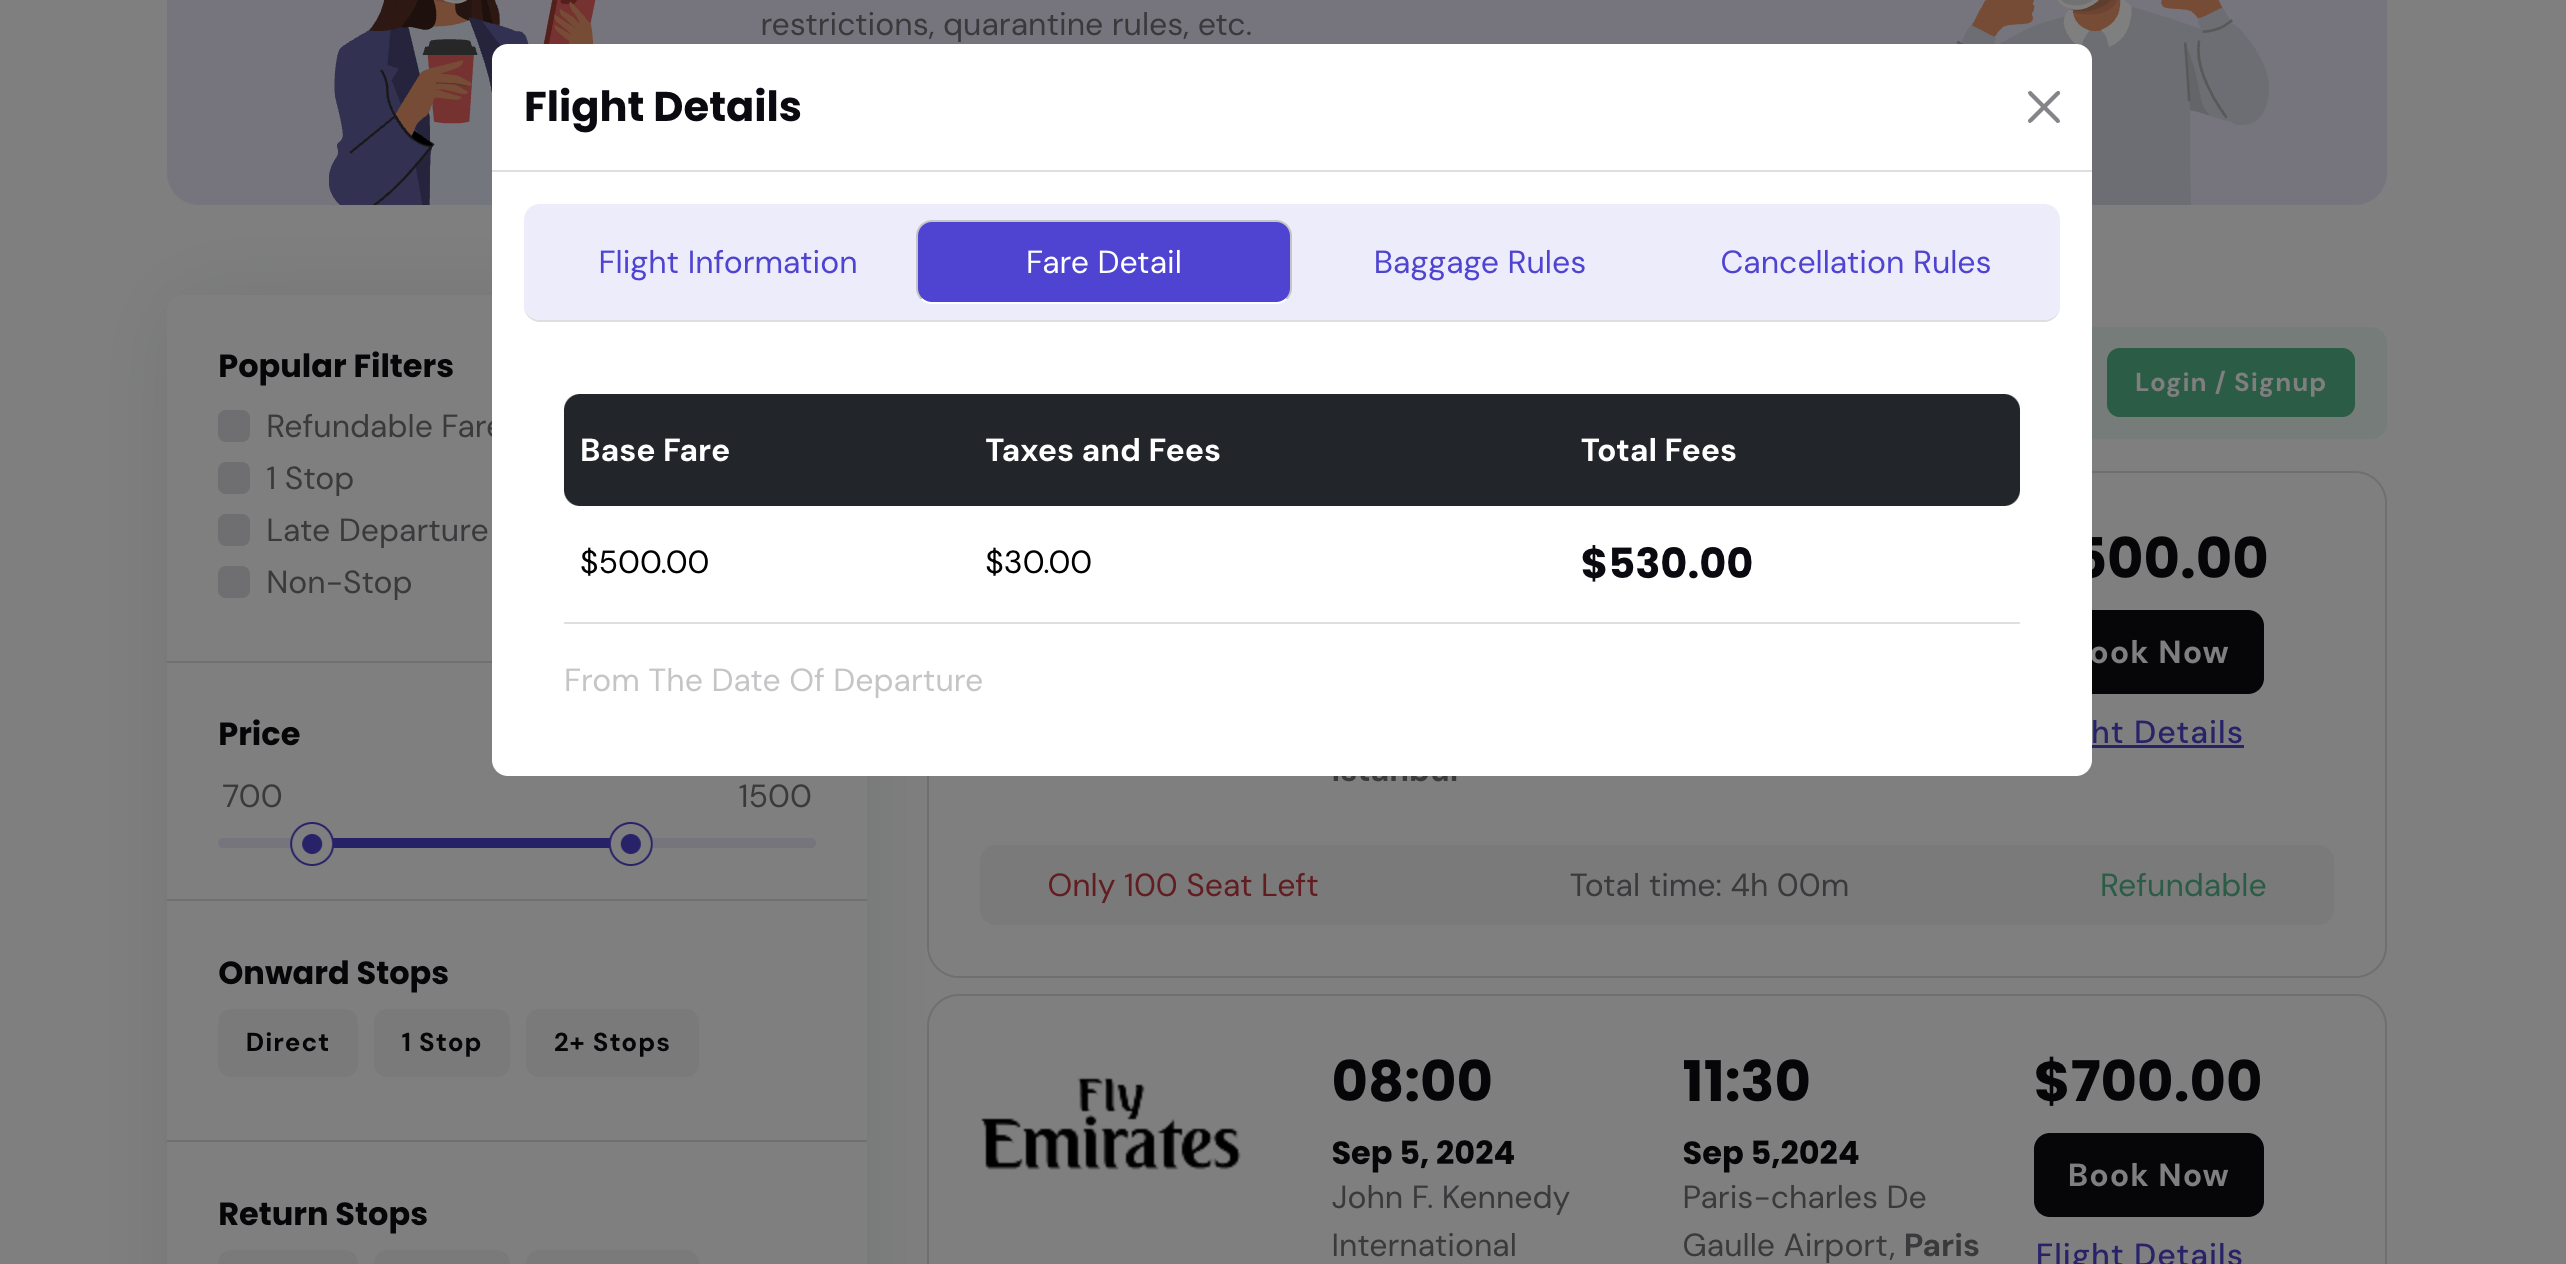 restrictions, quarantine rules, etc.
Flight Details
Flight Information
Fare Detail
Baggage Rules
Cancellation Rules
Base Fare
Taxes and Fees
Total Fees
$500.00
$30.00
$530.00
From The Date Of Departure
Popular Filters
Refundable Fare
1 Stop
Late Departure
Non-Stop
Price
700
1500
Onward Stops
Direct
1 Stop
2+ Stops
Return Stops
Login / Signup
500.00
ook Now
ht Details
Only 100 Seat Left
Total time: 4h 00m
Refundable
Fly
Emirates
08:00
Sep 5, 2024
John F. Kennedy
International
11:30
Sep 5,2024
Paris-charles De
Gaulle Airport, Paris
$700.00
Book Now
Flight Details